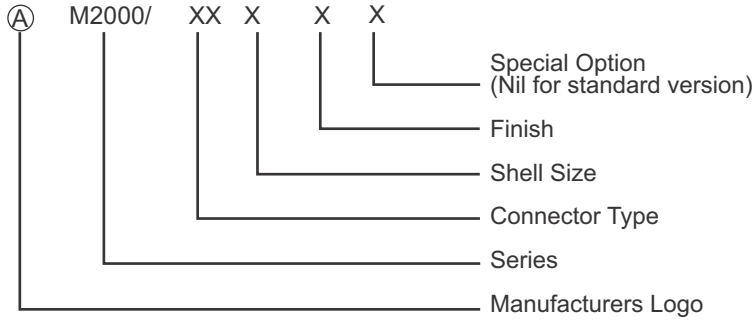 A M2000/ XX X X X
Special Option
(Nil for standard version)
Finish
Shell Size
Connector Type
Series
Manufacturers Logo